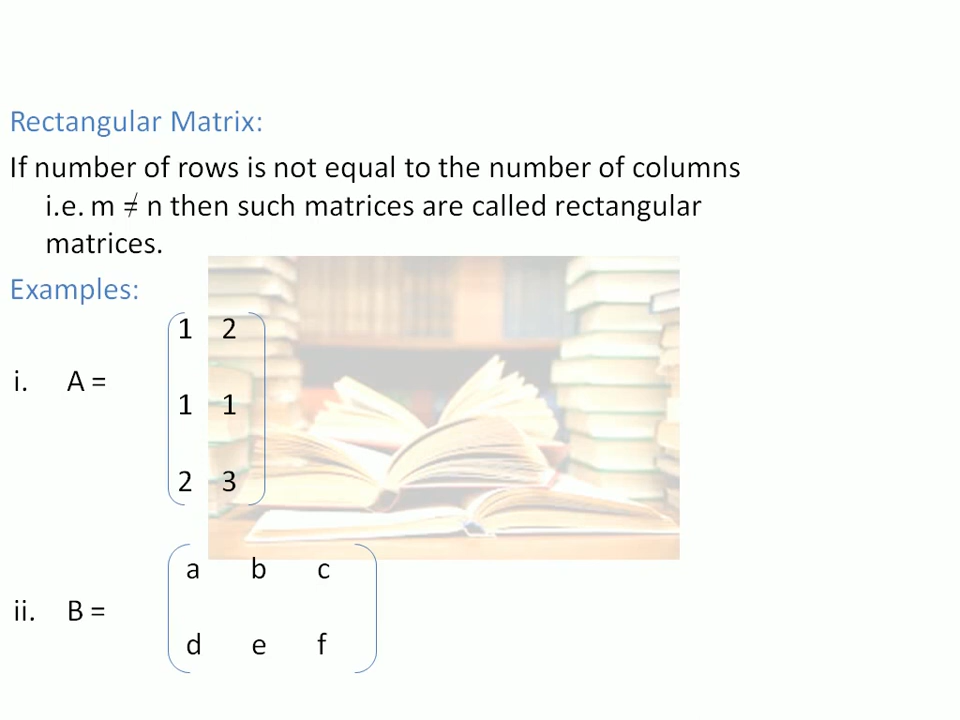 Rectangular Matrix:
If number of rows is not equal to the number of columns
i.e. m ≠ n then such matrices are called rectangular
matrices.
Examples:
1 2
i. A =
1 1
2 3
a b c
ii. B =
d e f